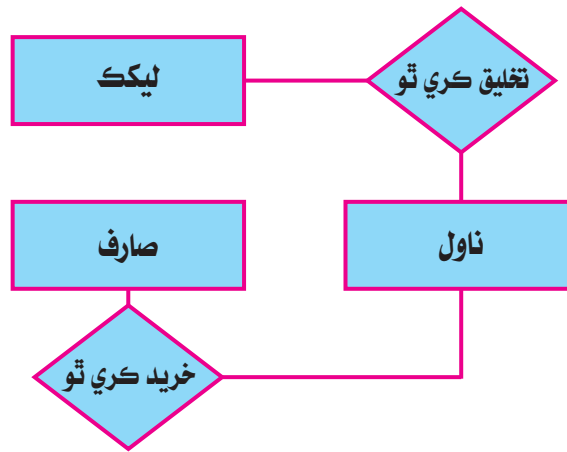 ليکڪ
تخليق ڪري ٿو
صارف
ناول
خريد ڪري ٿو